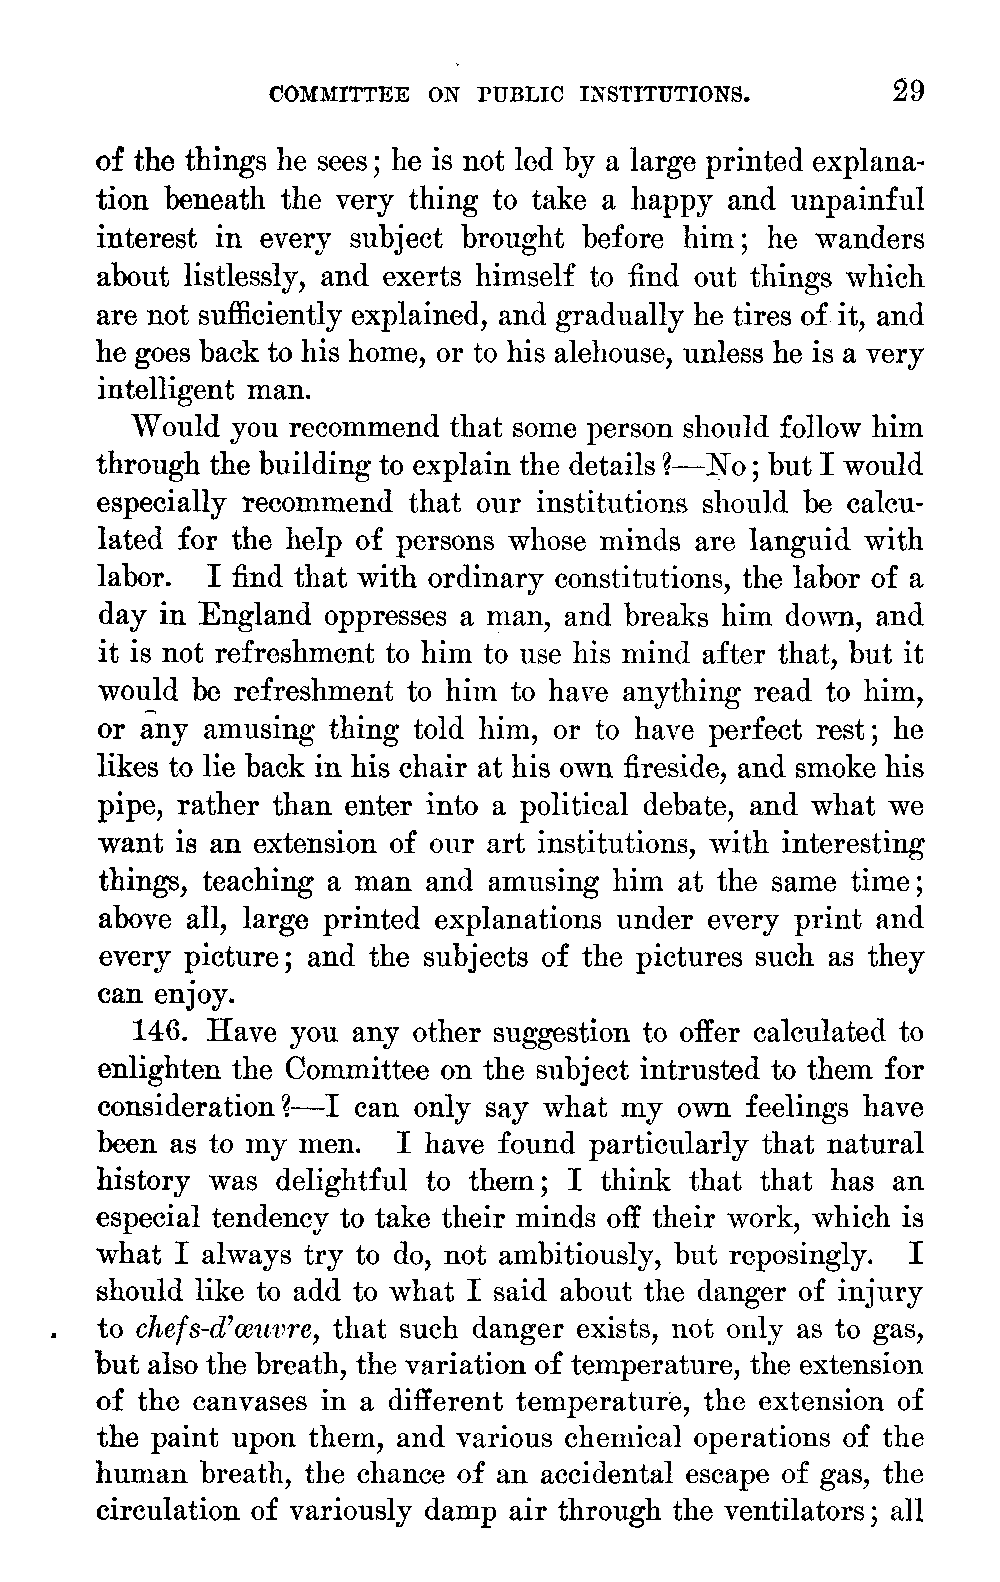 COMMITTEE ON PUBLIC INSTITUTIONS. 29
of the things he sees; he is not led by a large printed explana-
tion beneath the very thing to take a happy and unpainful
interest in every subject brought before him; he wanders
about listlessly, and exerts himself to find out things which
are not sufficiently explained, and gradually he tires of it, and
he goes back to his home, or to his alehouse, unless he is a very
intelligent man.
Would you recommend that some person should follow him
through the building to explain the details?—No; but I would
especially recommend that our institutions should be calcu-
lated for the help of persons whose minds are languid with
labor. I find that with ordinary constitutions, the labor of a
day in England oppresses a man, and breaks him down, and
it is not refreshment to him to use his mind after that, but it
would be refreshment to him to have anything read to him,
or any amusing thing told him, or to have perfect rest; he
likes to lie back in his chair at his own fireside, and smoke his
pipe, rather than enter into a political debate, and what we
want is an extension of our art institutions, with interesting
things, teaching a man and amusing him at the same time;
above all, large printed explanations under every print and
every picture; and the subjects of the pictures such as they
can enjoy.
146. Have you any other suggestion to offer calculated to
enlighten the Committee on the subject intrusted to them for
consideration?—I can only say what my own feelings have
been as to my men. I have found particularly that natural
history was delightful to them; I think that that has an
especial tendency to take their minds off their work, which is
what I always try to do, not ambitiously, but reposingly. I
should like to add to what I said about the danger of injury
to chefs-d'œuvre, that such danger exists, not only as to gas,
but also the breath, the variation of temperature, the extension
of the canvases in a different temperature, the extension of
the paint upon them, and various chemical operations of the
human breath, the chance of an accidental escape of gas, the
circulation of variously damp air through the ventilators; all